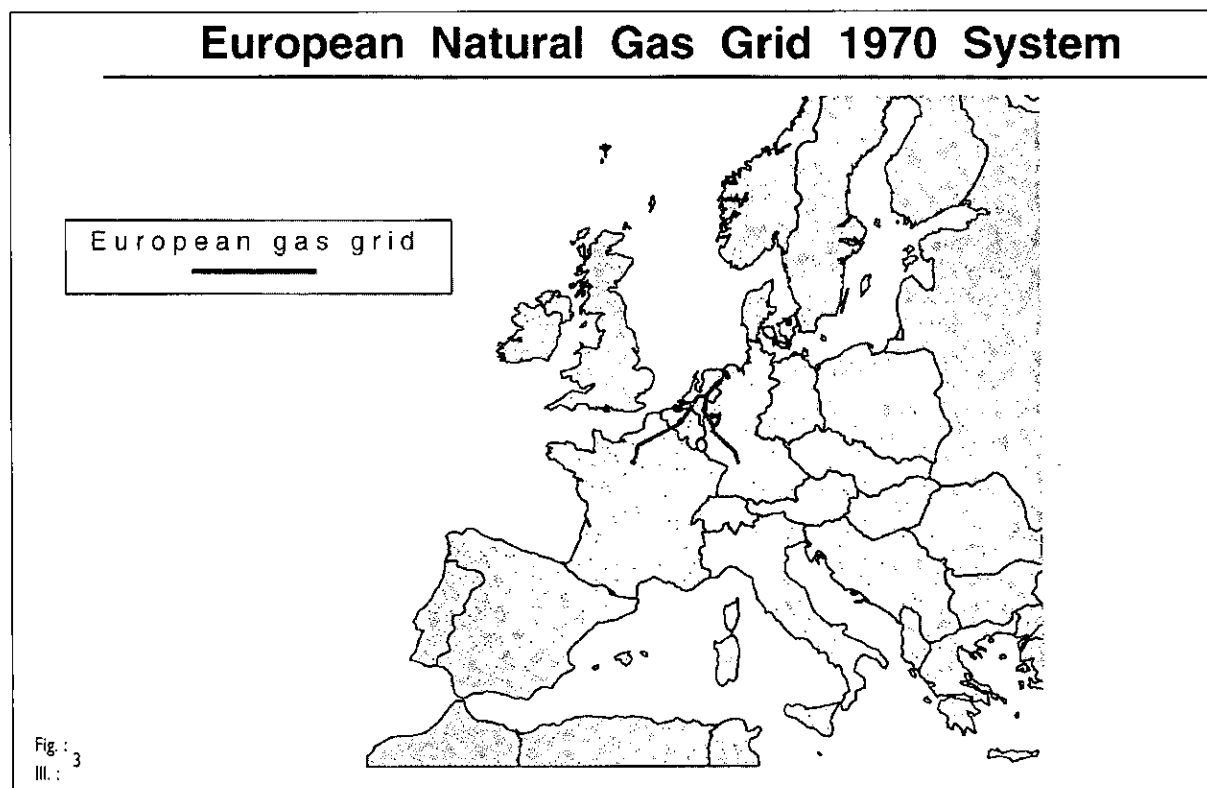 European Natural Gas Grid 1970 System
European gas grid
Fig. : 3
Ill. :